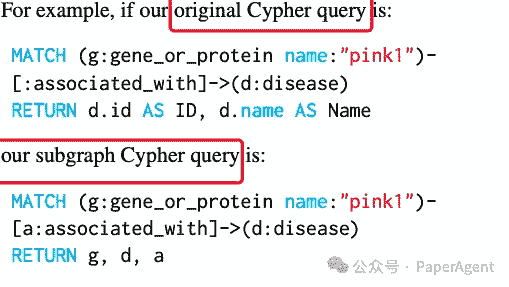 For example, if our original Cypher query is:
MATCH (g:gene_or_protein name:"pink1")-
[:associated_with]->(d:disease)
RETURN d.id AS ID, d.name AS Name
our subgraph Cypher query is:
MATCH (g:gene_or_protein name:"pink1")-
[a:associated_with]->(d:disease)
RETURN g, d, a
公众号 · PaperAgent